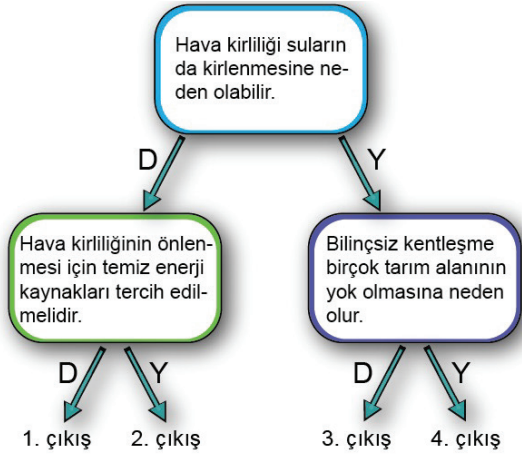 Hava kirliliği suların
da kirlenmesine ne-
den olabilir.
D
Y
Hava kirliliğinin önlen-
mesi için temiz enerji
kaynakları tercih edil-
melidir.
Bilinçsiz kentleşme
birçok tarım alanının
yok olmasına neden
olur.
D
Y
D
Y
1. çıkış
2. çıkış
3. çıkış
4. çıkış